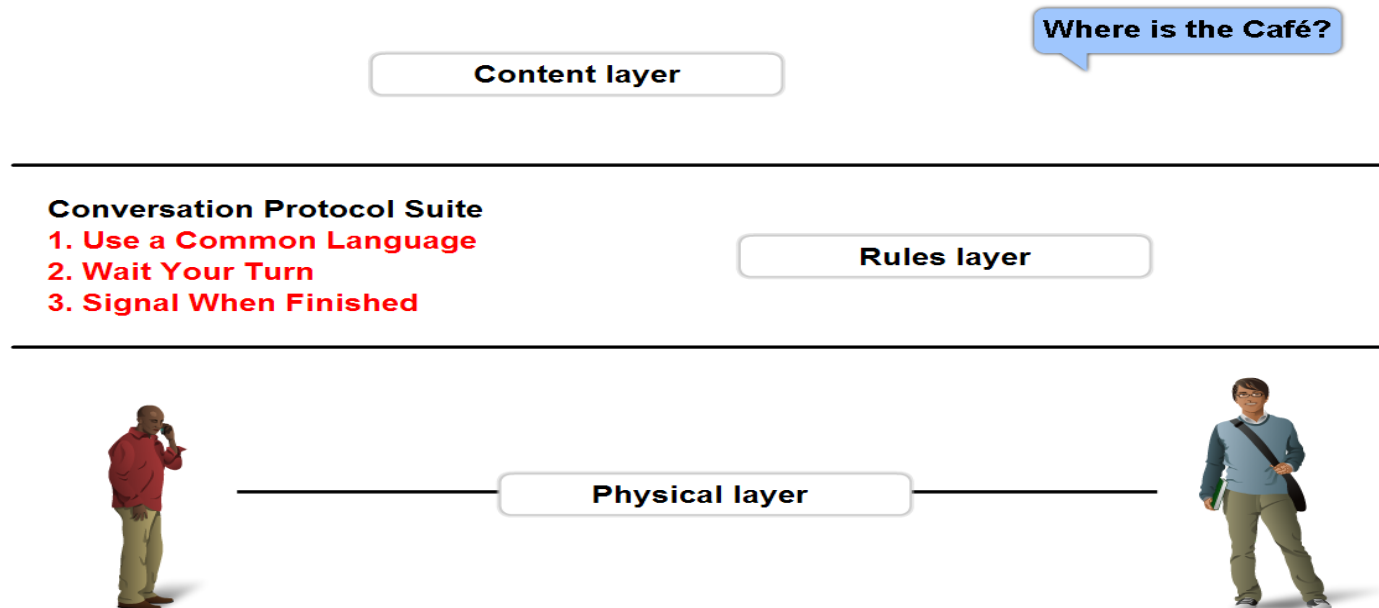 Where is the Café?
Content layer
Conversation Protocol Suite
1. Use a Common Language
2. Wait Your Turn
3. Signal When Finished
Rules layer
Physical layer